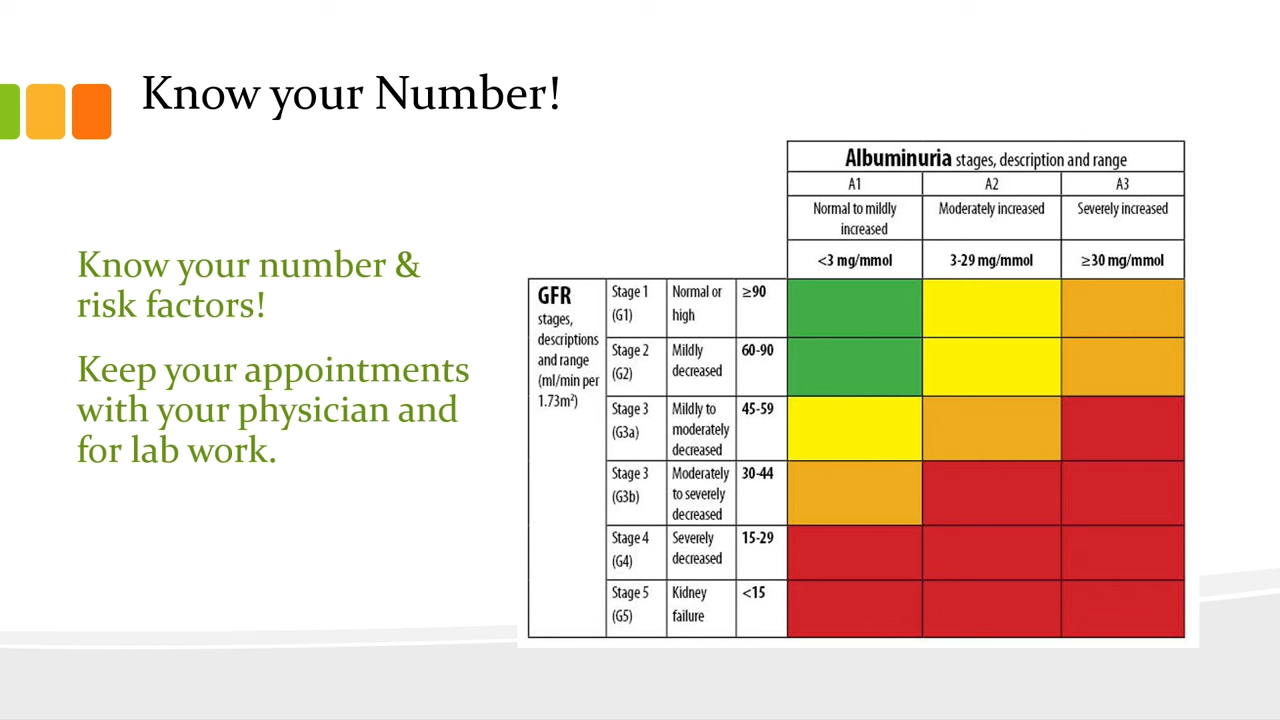 Know your Number!
Know your number &
risk factors!
Keep your appointments
with your physician and
for lab work.
Albuminuria stages, description and range
A1 A2 A3
Normal to mildly
increased
Moderately increased
Severely increased
<3 mg/mmol 3-29 mg/mmol ≥30 mg/mmol
GFR
stages,
descriptions
and range
(ml/min per
1.73m²)
Stage 1
(G1)
Normal or
high
≥90
Stage 2
(G2)
Mildly
decreased
60-90
Stage 3
(G3a)
Mildly to
moderately
decreased
45-59
Stage 3
(G3b)
Moderately
to severely
decreased
30-44
Stage 4
(G4)
Severely
decreased
15-29
Stage 5
(G5)
Kidney
failure
<15